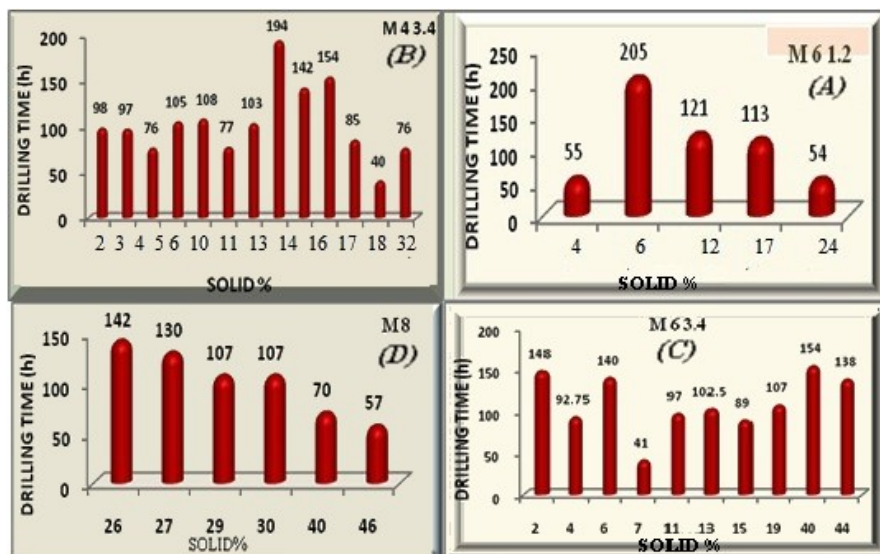 M 4 3.4
(B)
DRILLING TIME (h)
200
150
100
50
0
98 97 76 105 108 77 103 194 142 154 85 40 76
2 3 4 5 6 10 11 13 14 16 16 17 18 32
SOLID %
M 6 1.2
(A)
DRILLING TIME (h)
250
200
150
100
50
0
55 205 121 113 54
4 6 12 17 24
SOLID %
M 8
(D)
DRILLING TIME (h)
150
100
50
0
142 130 107 107 70 57
26 27 29 30 40 46
SOLID%
M 6 3.4
(C)
DRILLING TIME (h)
200
150
100
50
0
148 92.75 140 41 97 102.5 89 107 154 138
2 4 6 7 11 13 15 19 40 44
SOLID %